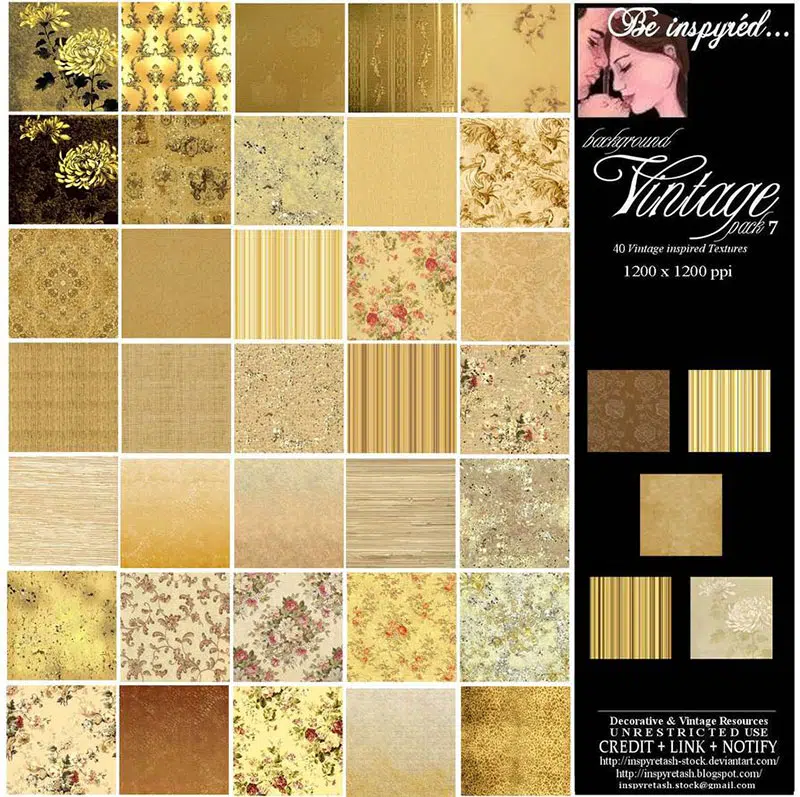 Be inspyréd...
background
Vintage
pack 7
40 Vintage inspired Textures
1200 x 1200 ppi
Decorative & Vintage Resources
UNRESTRICTED USE
CREDIT + LINK + NOTIFY
http://inspyretash-stock.deviantart.com/
http://inspyretash.blogspot.com/
inspyretash.stock@gmail.com